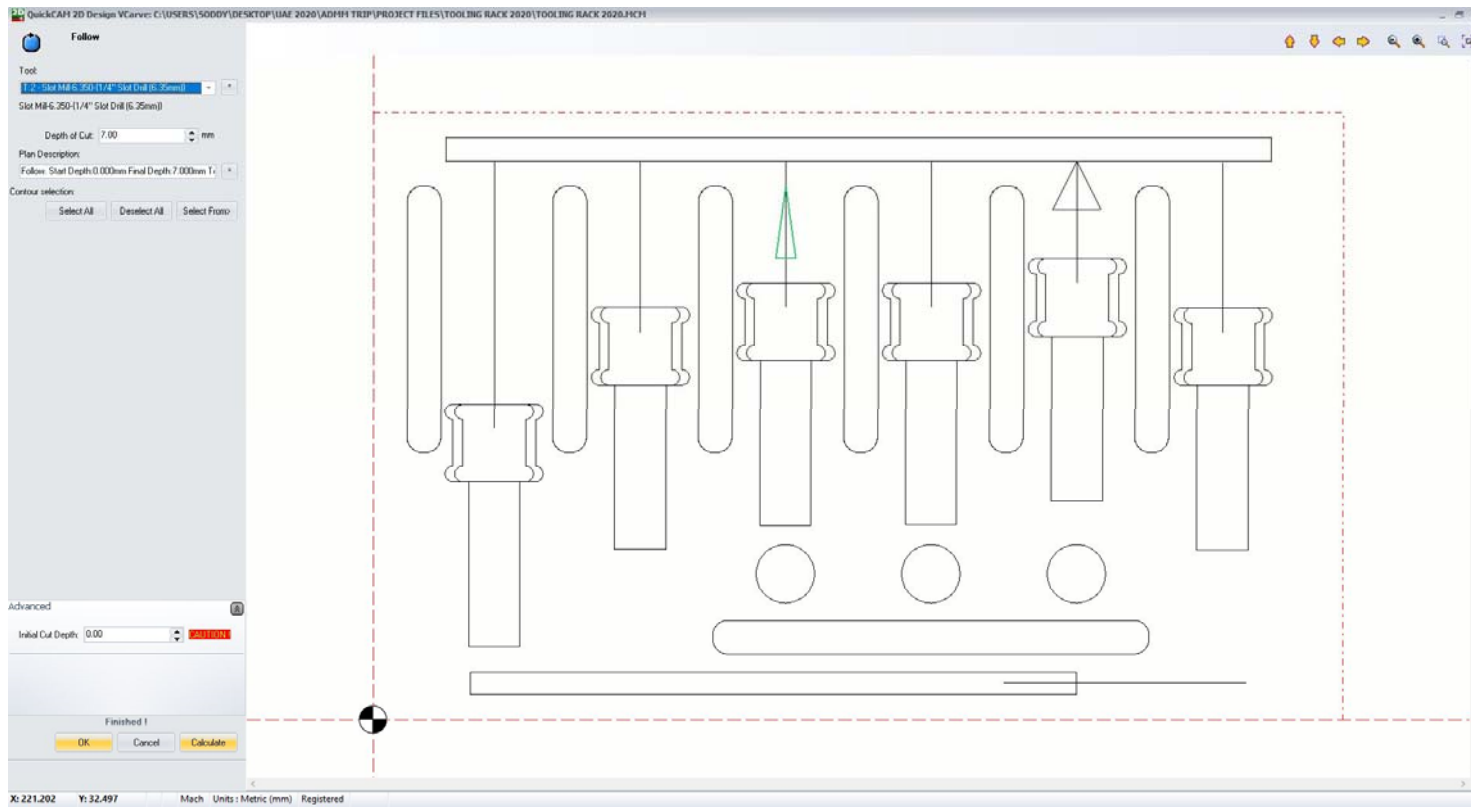 QuickCAM 2D Design VCarve: C:\USERS\SODDY\DESKTOP\UAE 2020\ADMM TRIP\PROJECT FILES\TOOLING RACK 2020\TOOLING RACK 2020.MCM
Follow
Tool:
T:2 - Slot Mill-6.350-(1/4" Slot Drill (6.35mm))
Slot Mill-6.350-(1/4" Slot Drill (6.35mm))
Depth of Cut: 7.00 mm
Plan Description:
Follow: Start Depth:0.000mm Final Depth:7.000mm T
Contour selection:
Select All Deselect All Select From>
Advanced
Initial Cut Depth: 0.00 CAUTION !
Finished !
OK Cancel Calculate
X: 221.202 Y: 32.497 Mach Units : Metric (mm) Registered